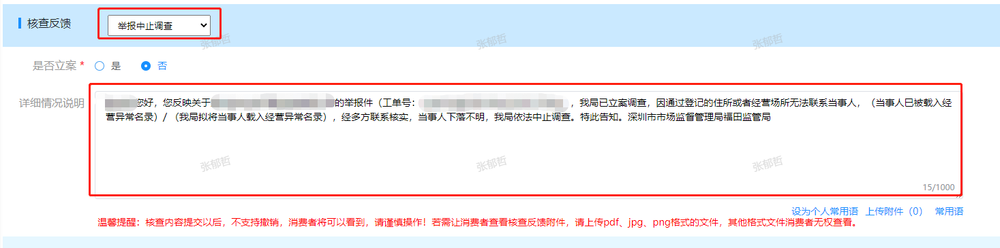 核查反馈
举报中止调查
是否立案 * 是 否
详细情况说明
您好，您反映关于的举报件（工单号：，我局已立案调查，因通过登记的住所或者经营场所无法联系当事人，（当事人已被载入经
营异常名录）/（我局拟将当事人载入经营异常名录），经多方联系核实，当事人下落不明，我局依法中止调查。特此告知。深圳市市场监督管理局福田监管局
15/1000
设为个人常用语 上传附件（0） 常用语
温馨提醒：核查内容提交以后，不支持撤销，消费者将可以看到，请谨慎操作！若需让消费者查看核查反馈附件，请上传pdf、jpg、png格式的文件，其他格式文件消费者无权查看。
张郁哲
张郁哲
张郁哲
张郁哲
张郁哲
张郁哲